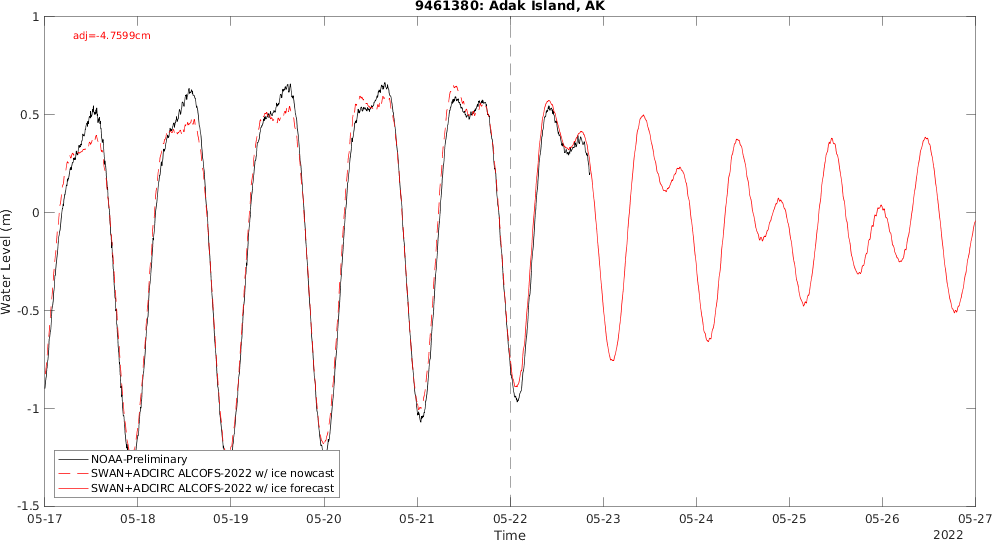 9461380: Adak Island, AK
adj=-4.7599cm
Water Level (m)
1
0.5
0
-0.5
-1
-1.5
NOAA-Preliminary
SWAN+ADCIRC ALCOFS-2022 w/ ice nowcast
SWAN+ADCIRC ALCOFS-2022 w/ ice forecast
05-17 05-18 05-19 05-20 05-21 05-22 05-23 05-24 05-25 05-26 05-27
Time
2022